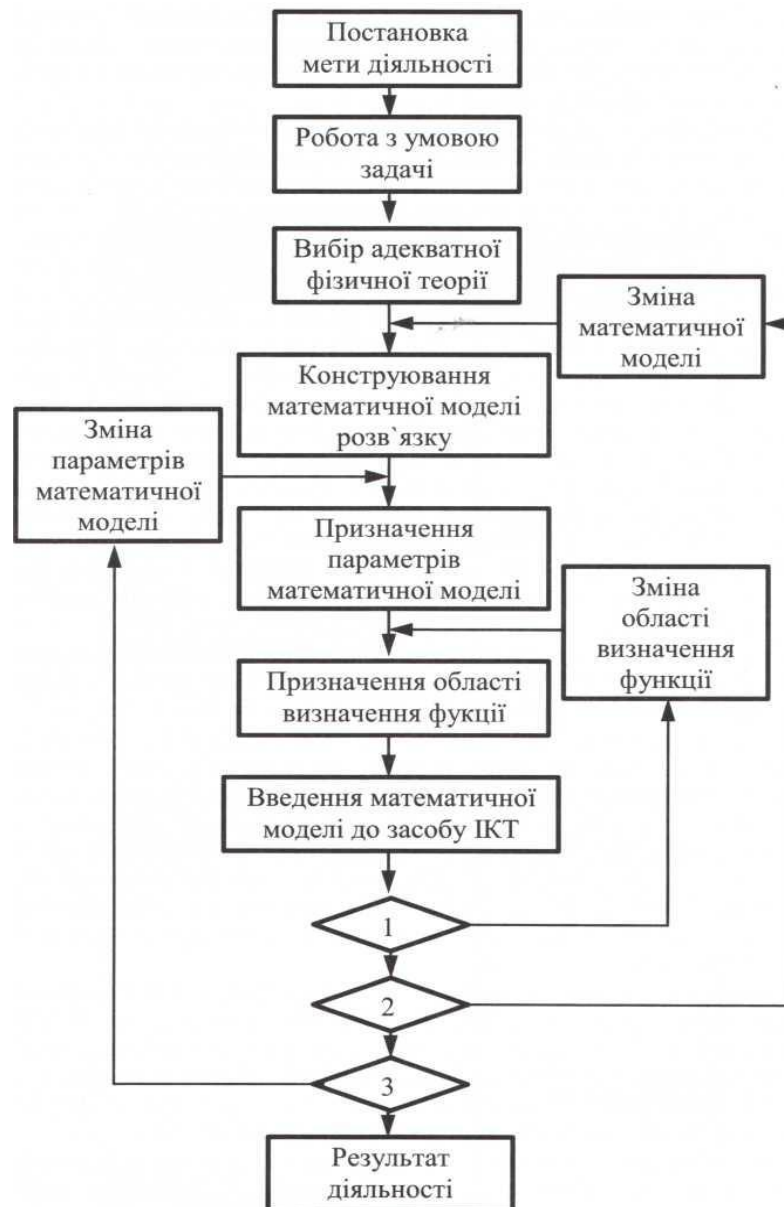 Постановка
мети діяльності
Робота з умовою
задачі
Вибір адекватної
фізичної теорії
Зміна
математичної
моделі
Конструювання
математичної моделі
розв`язку
Зміна
параметрів
математичної
моделі
Призначення
параметрів
математичної моделі
Зміна
області
визначення
функції
Призначення області
визначення фукції
Введення математичної
моделі до засобу ІКТ
1
2
3
Результат
діяльності